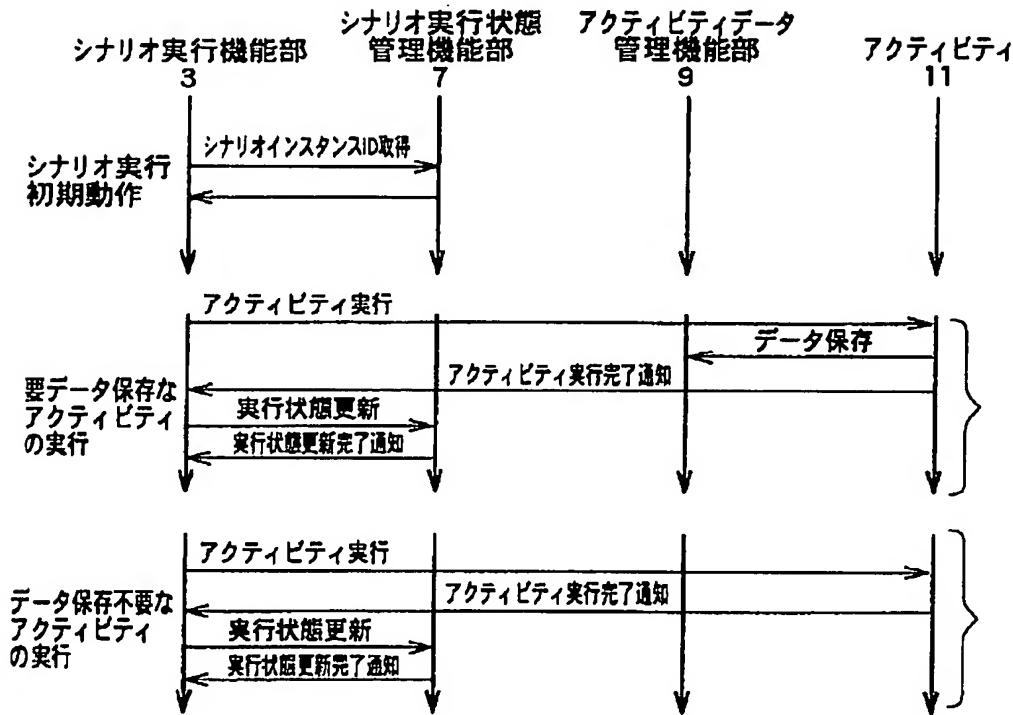 シナリオ実行機能部
3
シナリオ実行状態
管理機能部
7
アクティビティデータ
管理機能部
9
アクティビティ
11
シナリオ実行
初期動作
シナリオインスタンスID取得
要データ保存な
アクティビティ
の実行
アクティビティ実行
データ保存
アクティビティ実行完了通知
実行状態更新
実行状態更新完了通知
データ保存不要な
アクティビティ
の実行
アクティビティ実行
アクティビティ実行完了通知
実行状態更新
実行状態更新完了通知